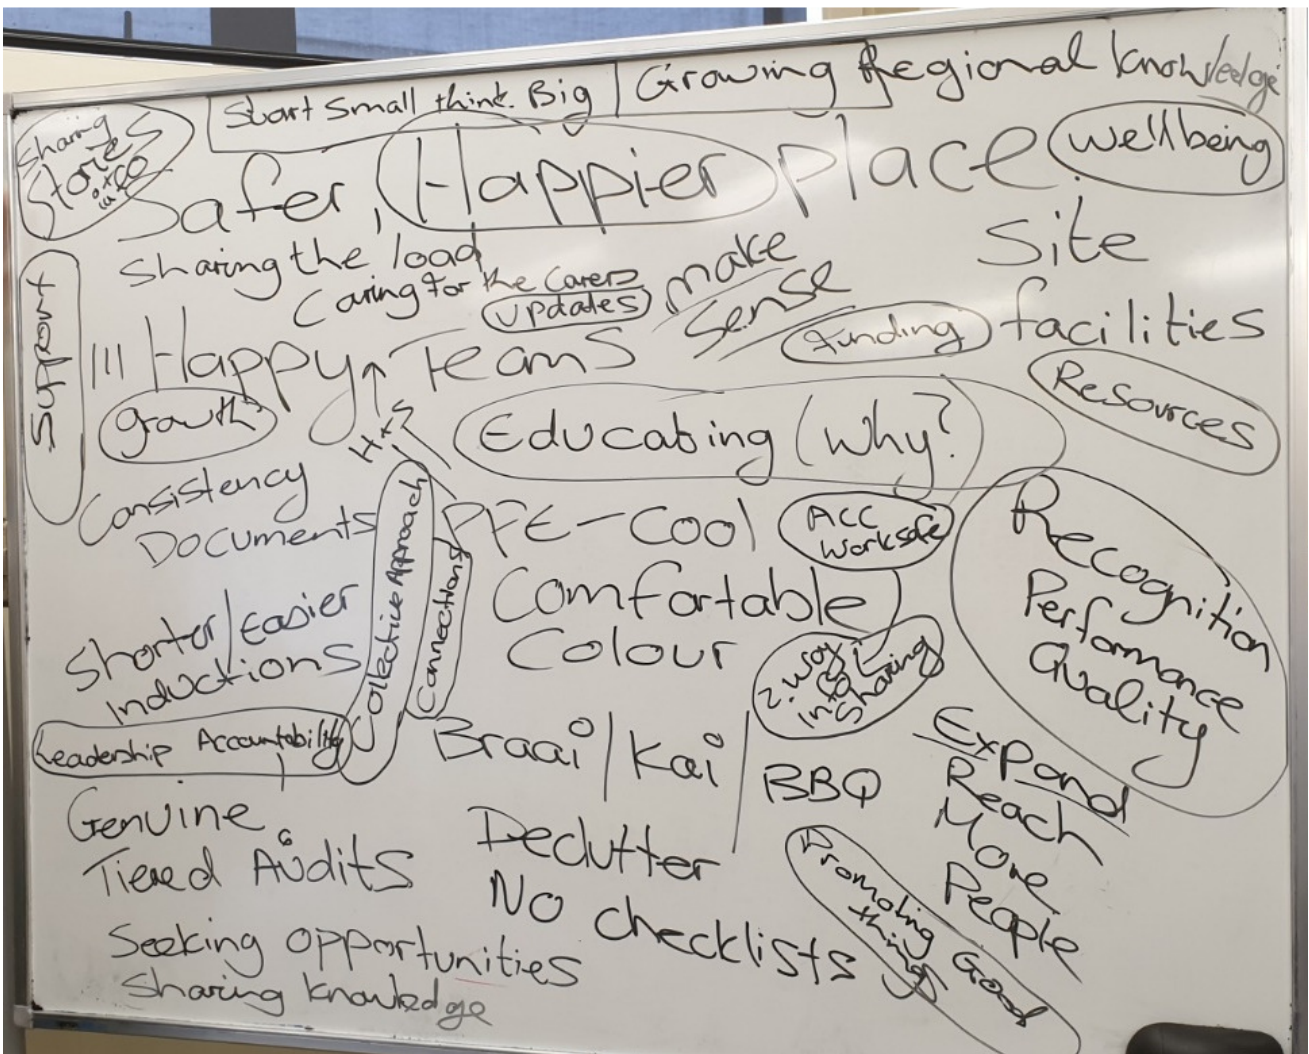 Start Small think Big
Growing Regional knowledge
Sharing
Stories
Safer, Happier place
wellbeing
Sharing the load
Caring for the Carers
updates
make
sense
Site
facilities
funding
Resources
Support
Happy Teams
growth
H+S
Educating (Why?)
Consistency
Documents
Collective Approach
Connections
PPE - Cool
Comfortable
Colour
ACC
Worksafe
Recognition
Performance
Quality
Shorter/Easier
Inductions
2 way
info
Sharing
Leadership Accountability
Braai / Kai
BBQ
Expand
Reach
More
People
Genuine
Tiered Audits
Declutter
No checklists
Promoting Good
things
Seeking opportunities
Sharing knowledge